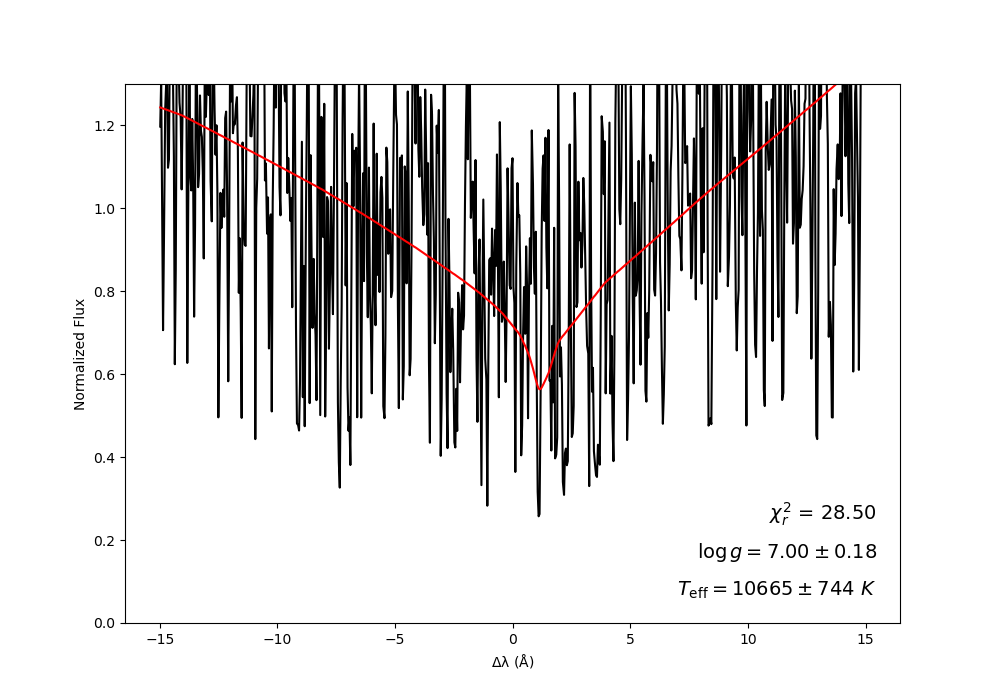 1.2
1.0
0.8
0.6
0.4
0.2
0.0
Normalized Flux
χ²ᵣ = 28.50
log g = 7.00 ± 0.18
T_eff = 10665 ± 744 K
−15 −10 −5 0 5 10 15
Δλ (Å)